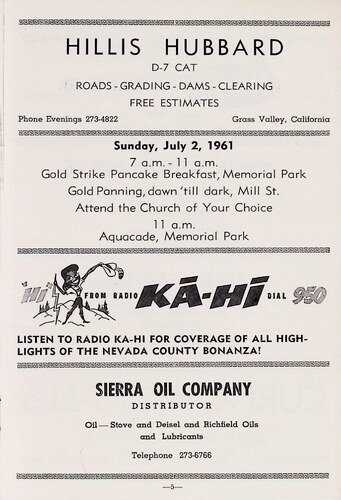 HILLIS HUBBARD
D-7 CAT
ROADS - GRADING - DAMS - CLEARING
FREE ESTIMATES
Phone Evenings 273-4822 Grass Valley, California
Sunday, July 2, 1961
7 a.m. - 11 a.m.
Gold Strike Pancake Breakfast, Memorial Park
Gold Panning, dawn 'till dark, Mill St.
Attend the Church of Your Choice
11 a.m.
Aquacade, Memorial Park
"Hi" FROM RADIO KĀ-HĪ DIAL 950
LISTEN TO RADIO KA-HI FOR COVERAGE OF ALL HIGH-
LIGHTS OF THE NEVADA COUNTY BONANZA!
SIERRA OIL COMPANY
DISTRIBUTOR
Oil — Stove and Deisel and Richfield Oils
and Lubricants
Telephone 273-6766
—5—